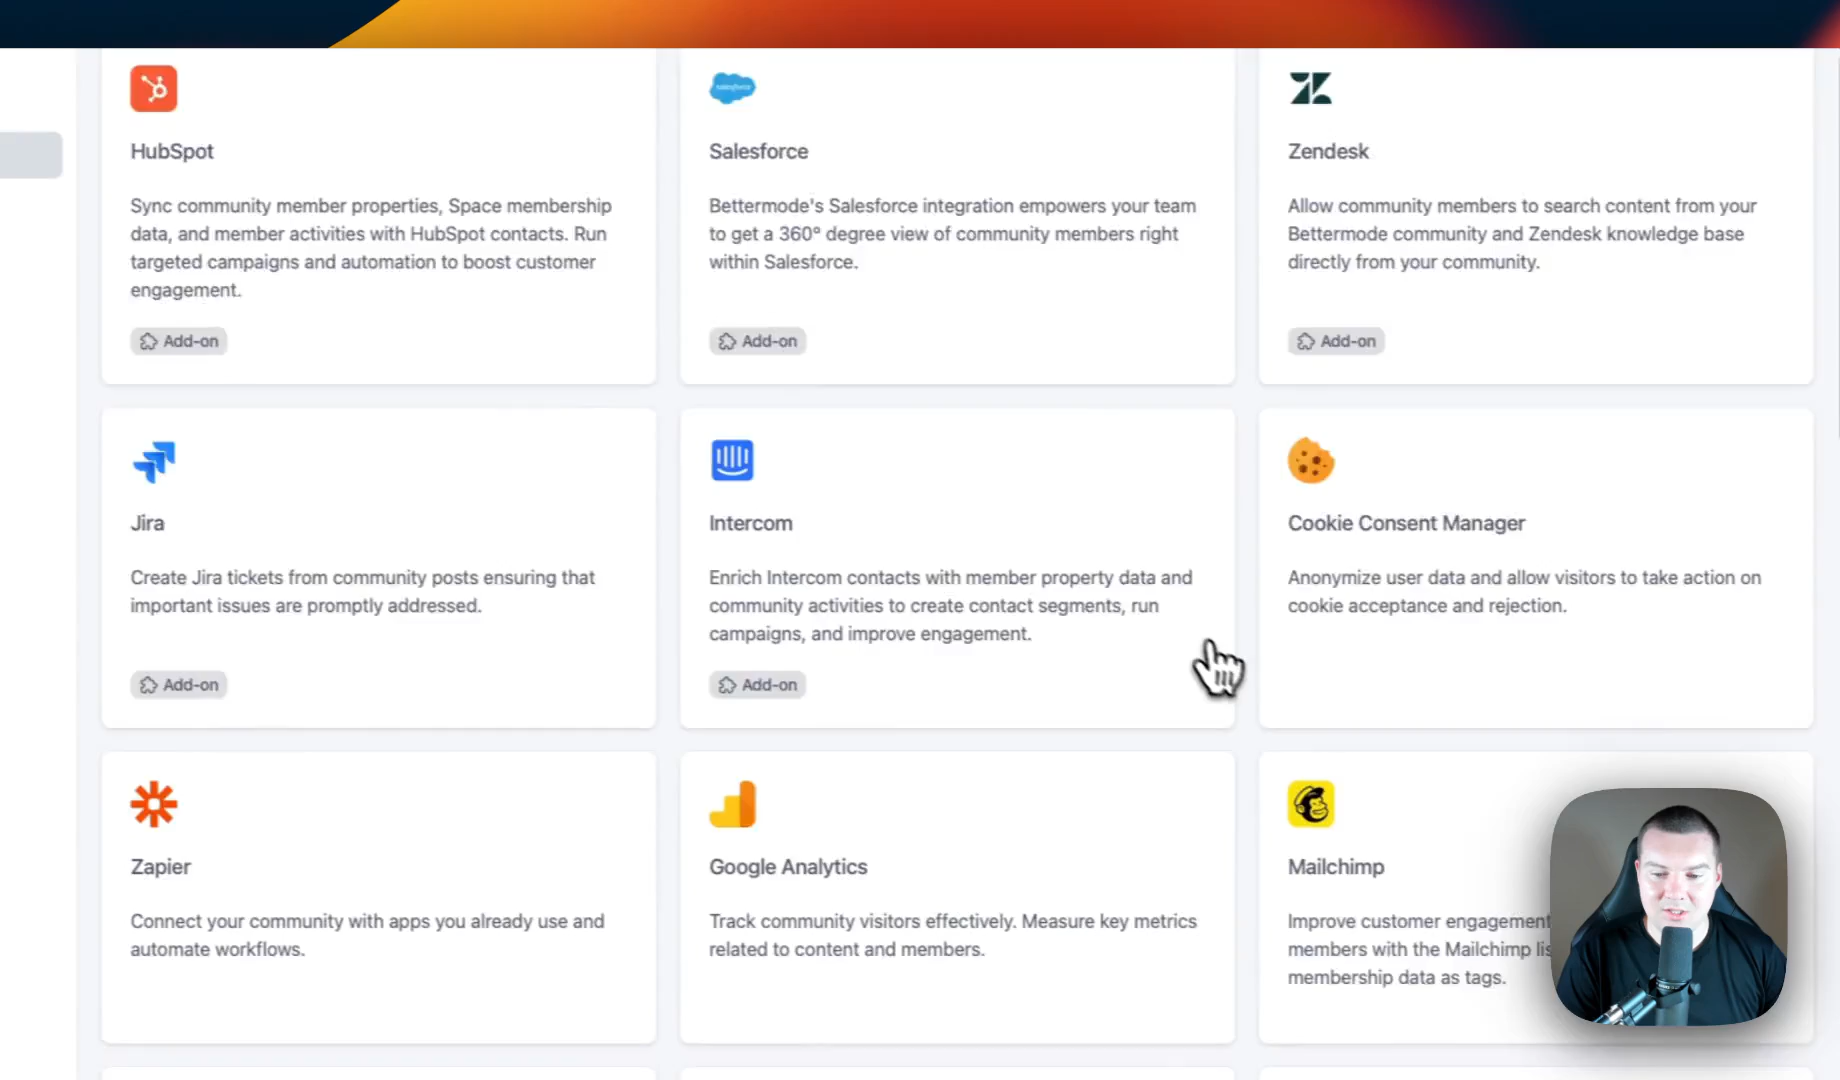 salesforce
HubSpot
Sync community member properties, Space membership
data, and member activities with HubSpot contacts. Run
targeted campaigns and automation to boost customer
engagement.
Add-on
Salesforce
Bettermode's Salesforce integration empowers your team
to get a 360° degree view of community members right
within Salesforce.
Add-on
Zendesk
Allow community members to search content from your
Bettermode community and Zendesk knowledge base
directly from your community.
Add-on
Jira
Create Jira tickets from community posts ensuring that
important issues are promptly addressed.
Add-on
Intercom
Enrich Intercom contacts with member property data and
community activities to create contact segments, run
campaigns, and improve engagement.
Add-on
Cookie Consent Manager
Anonymize user data and allow visitors to take action on
cookie acceptance and rejection.
Zapier
Connect your community with apps you already use and
automate workflows.
Google Analytics
Track community visitors effectively. Measure key metrics
related to content and members.
Mailchimp
Improve customer engagement
members with the Mailchimp
membership data as tags.